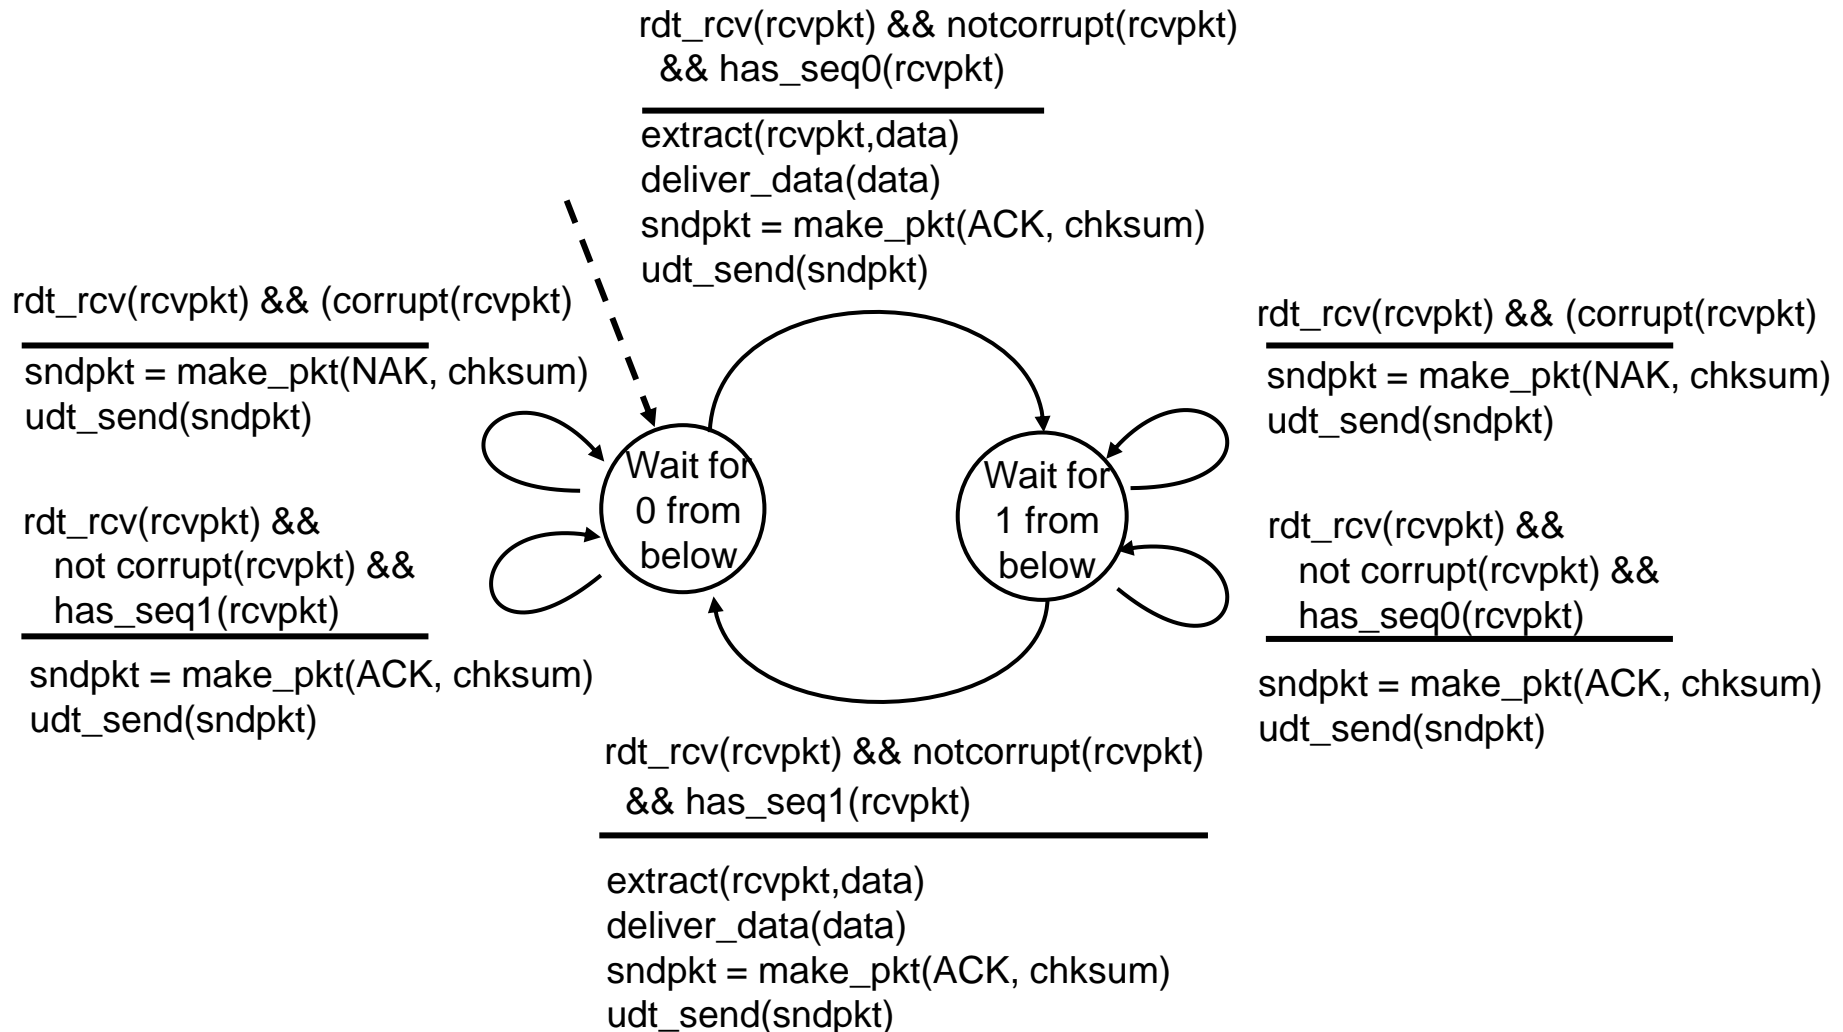 rdt_rcv(rcvpkt) && notcorrupt(rcvpkt)
&& has_seq0(rcvpkt)
extract(rcvpkt,data)
deliver_data(data)
sndpkt = make_pkt(ACK, chksum)
udt_send(sndpkt)
rdt_rcv(rcvpkt) && (corrupt(rcvpkt)
sndpkt = make_pkt(NAK, chksum)
udt_send(sndpkt)
rdt_rcv(rcvpkt) &&
not corrupt(rcvpkt) &&
has_seq1(rcvpkt)
sndpkt = make_pkt(ACK, chksum)
udt_send(sndpkt)
Wait for
0 from
below
Wait for
1 from
below
rdt_rcv(rcvpkt) && (corrupt(rcvpkt)
sndpkt = make_pkt(NAK, chksum)
udt_send(sndpkt)
rdt_rcv(rcvpkt) &&
not corrupt(rcvpkt) &&
has_seq0(rcvpkt)
sndpkt = make_pkt(ACK, chksum)
udt_send(sndpkt)
rdt_rcv(rcvpkt) && notcorrupt(rcvpkt)
&& has_seq1(rcvpkt)
extract(rcvpkt,data)
deliver_data(data)
sndpkt = make_pkt(ACK, chksum)
udt_send(sndpkt)